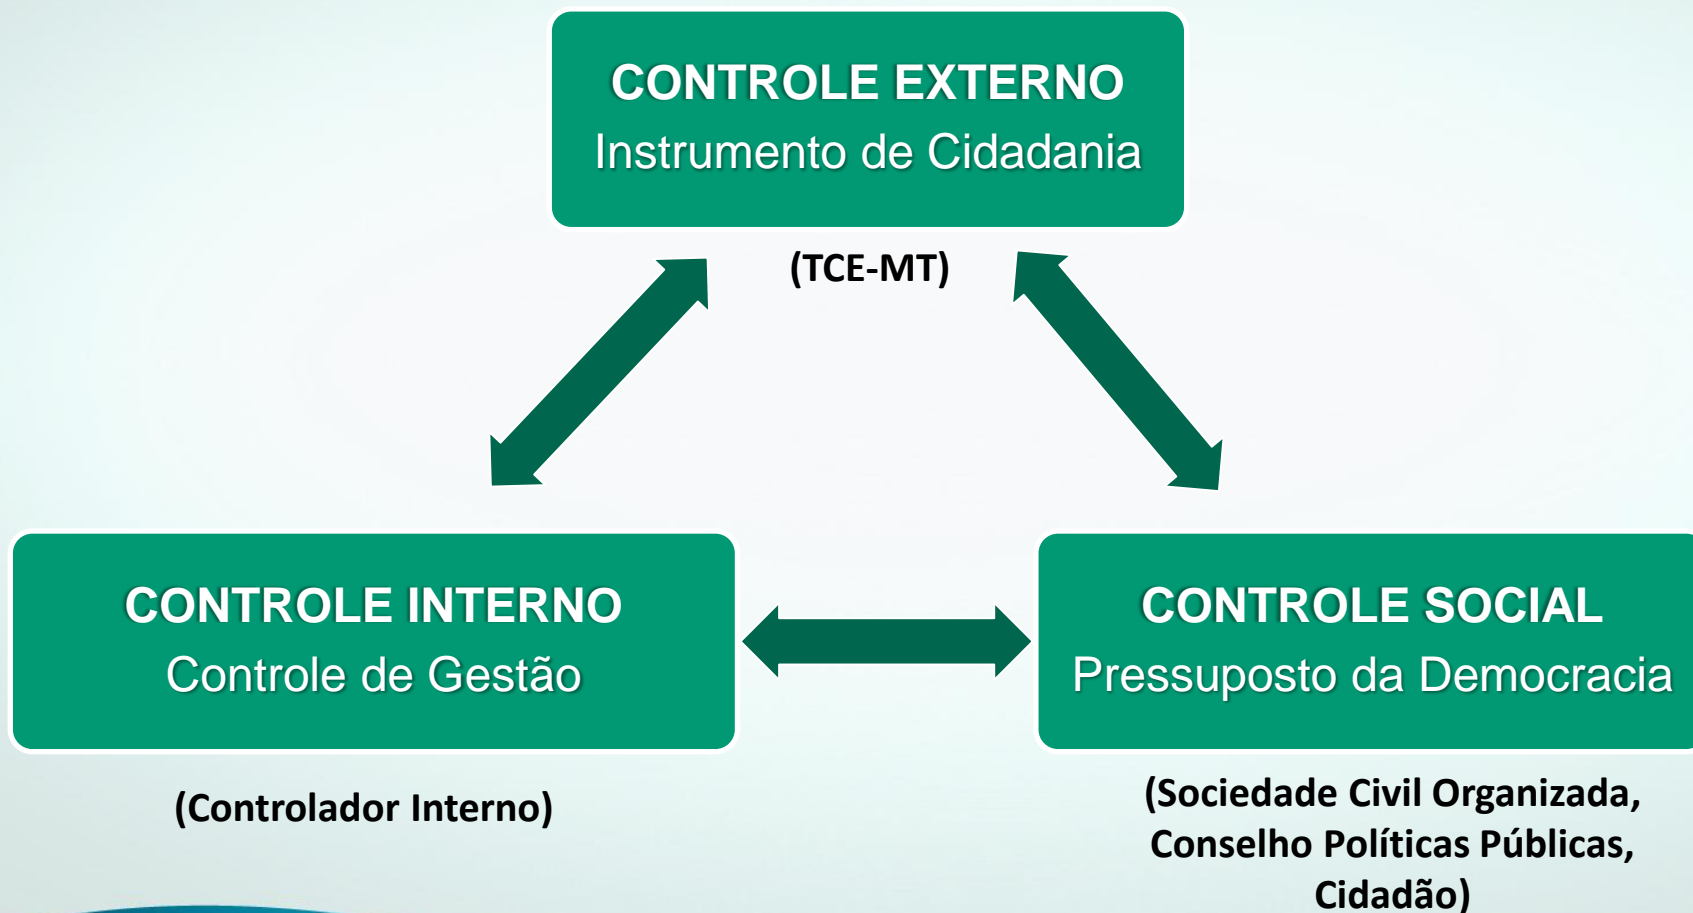 CONTROLE EXTERNO
Instrumento de Cidadania
(TCE-MT)
CONTROLE INTERNO
Controle de Gestão
(Controlador Interno)
CONTROLE SOCIAL
Pressuposto da Democracia
(Sociedade Civil Organizada,
Conselho Políticas Públicas,
Cidadão)